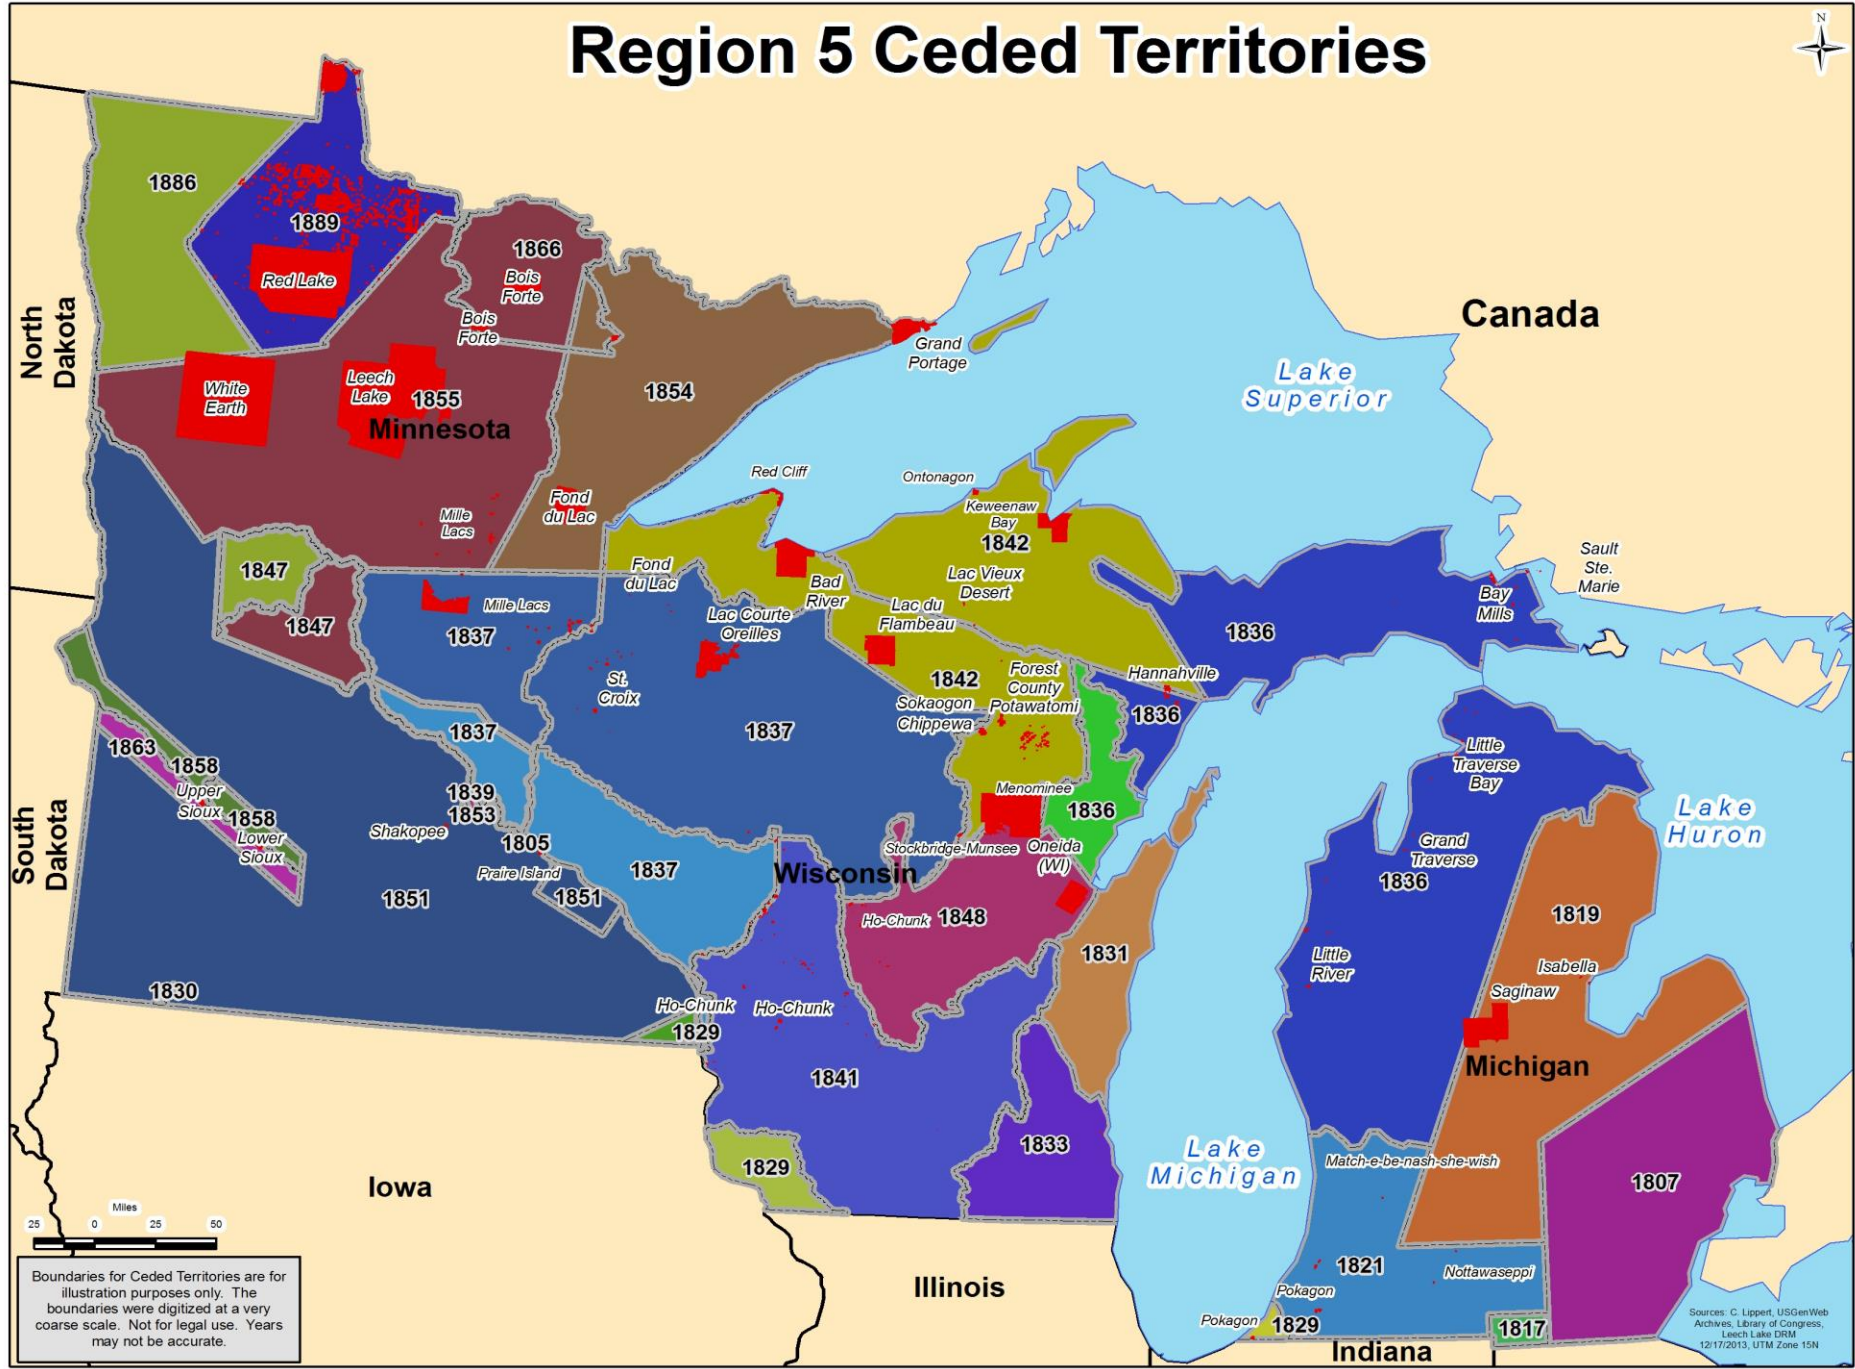 Region 5 Ceded Territories
N
1886
1889
Red Lake
1866
Bois
Forte
Bois
Forte
North
Dakota
Canada
Grand
Portage
Lake
Superior
White
Earth
Leech
Lake
1855
Minnesota
1854
Red Cliff
Ontonagon
Fond
du Lac
Mille
Lacs
Keweenaw
Bay
1842
Sault
Ste.
Marie
1847
Fond
du Lac
Bad
River
Lac Vieux
Desert
Bay
Mills
Mille Lacs
Lac Courte
Oreilles
Lac du
Flambeau
1847
1837
1836
St.
Croix
1842
Forest
County
Potawatomi
Hannahville
Sokaogon
Chippewa
1836
1837
1837
1863
1858
Upper
Sioux
1858
Lower
Sioux
1839
1853
Shakopee
1805
Praire Island
1851
1851
1837
Menominee
1836
Stockbridge-Munsee
Oneida
(WI)
Wisconsin
Little
Traverse
Bay
Grand
Traverse
1836
Lake
Huron
South
Dakota
Ho-Chunk
1848
1831
1819
Little
River
Isabella
Saginaw
1830
Ho-Chunk
1829
Ho-Chunk
Michigan
1841
1833
1829
Lake
Michigan
Match-e-be-nash-she-wish
1807
Iowa
Miles
25 0 25 50
Illinois
1821
Nottawaseppi
Pokagon
Pokagon
1829
1817
Indiana
Boundaries for Ceded Territories are for
illustration purposes only. The
boundaries were digitized at a very
coarse scale. Not for legal use. Years
may not be accurate.
Sources: C. Lippert, USGenWeb
Archives, Library of Congress,
Leech Lake DRM
12/17/2013, UTM Zone 15N